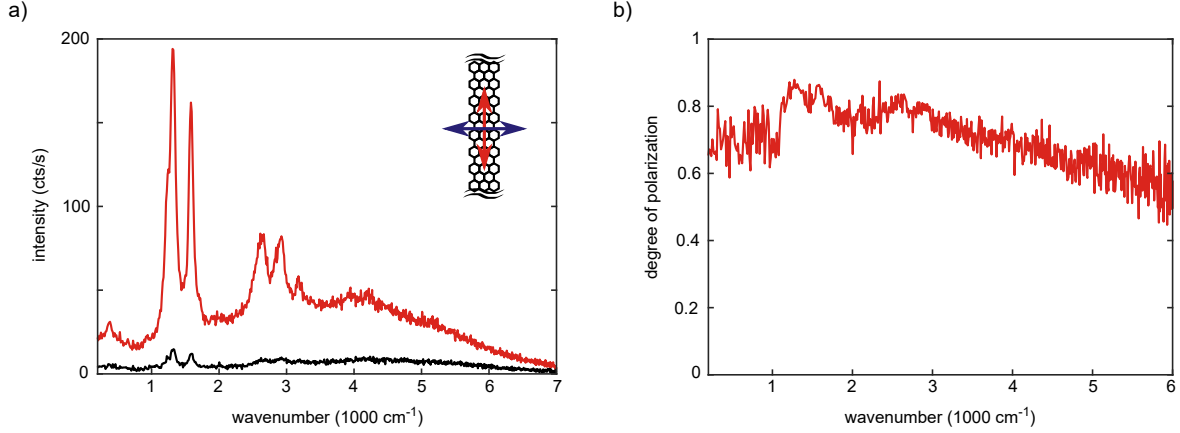 a)
200
100
0
intensity (cts/s)
1 2 3 4 5 6 7
wavenumber (1000 cm⁻¹)
b)
1
0.8
0.6
0.4
0.2
0
degree of polarization
1 2 3 4 5 6
wavenumber (1000 cm⁻¹)